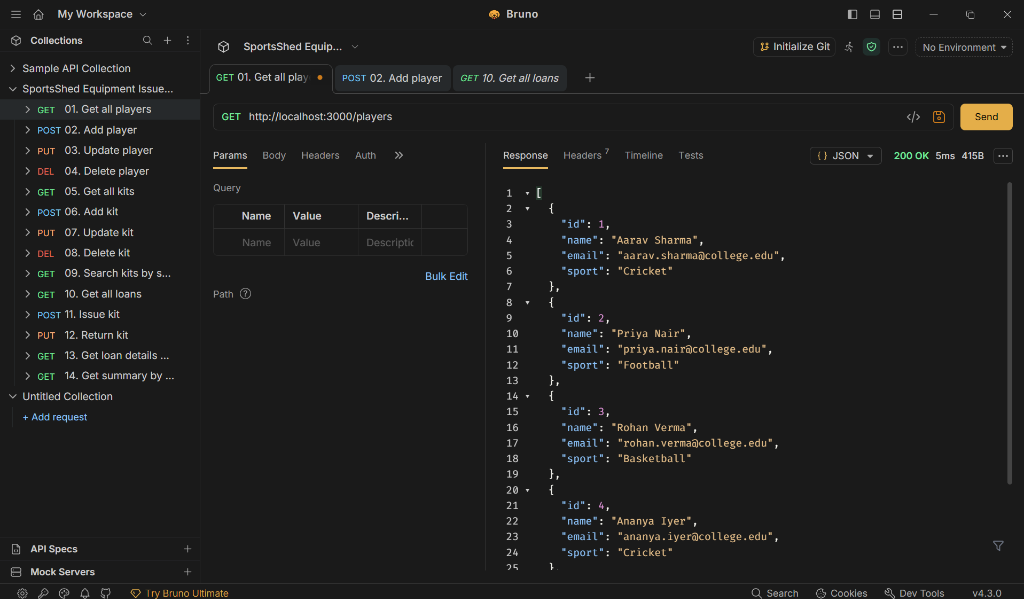 My Workspace
Bruno
Collections
Sample API Collection
SportsShed Equipment Issue...
GET 01. Get all players
POST 02. Add player
PUT 03. Update player
DEL 04. Delete player
GET 05. Get all kits
POST 06. Add kit
PUT 07. Update kit
DEL 08. Delete kit
GET 09. Search kits by s...
GET 10. Get all loans
POST 11. Issue kit
PUT 12. Return kit
GET 13. Get loan details ...
GET 14. Get summary by ...
Untitled Collection
+ Add request
API Specs
Mock Servers
SportsShed Equip...
Initialize Git
No Environment
GET 01. Get all play
POST 02. Add player
GET 10. Get all loans
GET http://localhost:3000/players
Send
Params Body Headers Auth
Query
Name Value Descri...
Name Value Descriptic
Bulk Edit
Path ?
Response Headers 7 Timeline Tests
{ } JSON
200 OK 5ms 415B
1 [
2 {
3 "id": 1,
4 "name": "Aarav Sharma",
5 "email": "aarav.sharma@college.edu",
6 "sport": "Cricket"
7 },
8 {
9 "id": 2,
10 "name": "Priya Nair",
11 "email": "priya.nair@college.edu",
12 "sport": "Football"
13 },
14 {
15 "id": 3,
16 "name": "Rohan Verma",
17 "email": "rohan.verma@college.edu",
18 "sport": "Basketball"
19 },
20 {
21 "id": 4,
22 "name": "Ananya Iyer",
23 "email": "ananya.iyer@college.edu",
24 "sport": "Cricket"
25 }
Try Bruno Ultimate
Search
Cookies
Dev Tools
v4.3.0